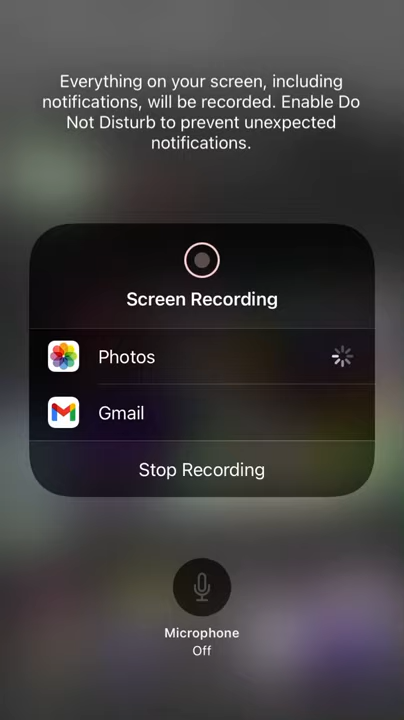 Everything on your screen, including
notifications, will be recorded. Enable Do
Not Disturb to prevent unexpected
notifications.
Screen Recording
Photos
Gmail
Stop Recording
Microphone
Off